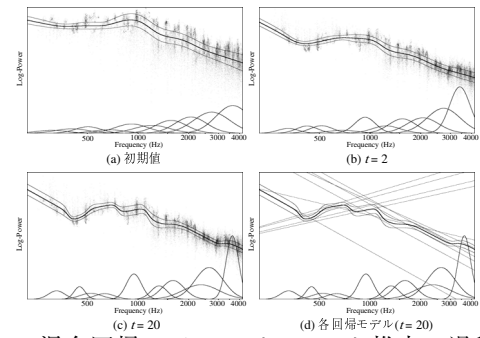 Log-Power
500 1000 2000 3000 4000
Frequency (Hz)
(a) 初期値
Log-Power
500 1000 2000 3000 4000
Frequency (Hz)
(b) t = 2
Log-Power
500 1000 2000 3000 4000
Frequency (Hz)
(c) t = 20
Log-Power
500 1000 2000 3000 4000
Frequency (Hz)
(d) 各回帰モデル(t = 20)